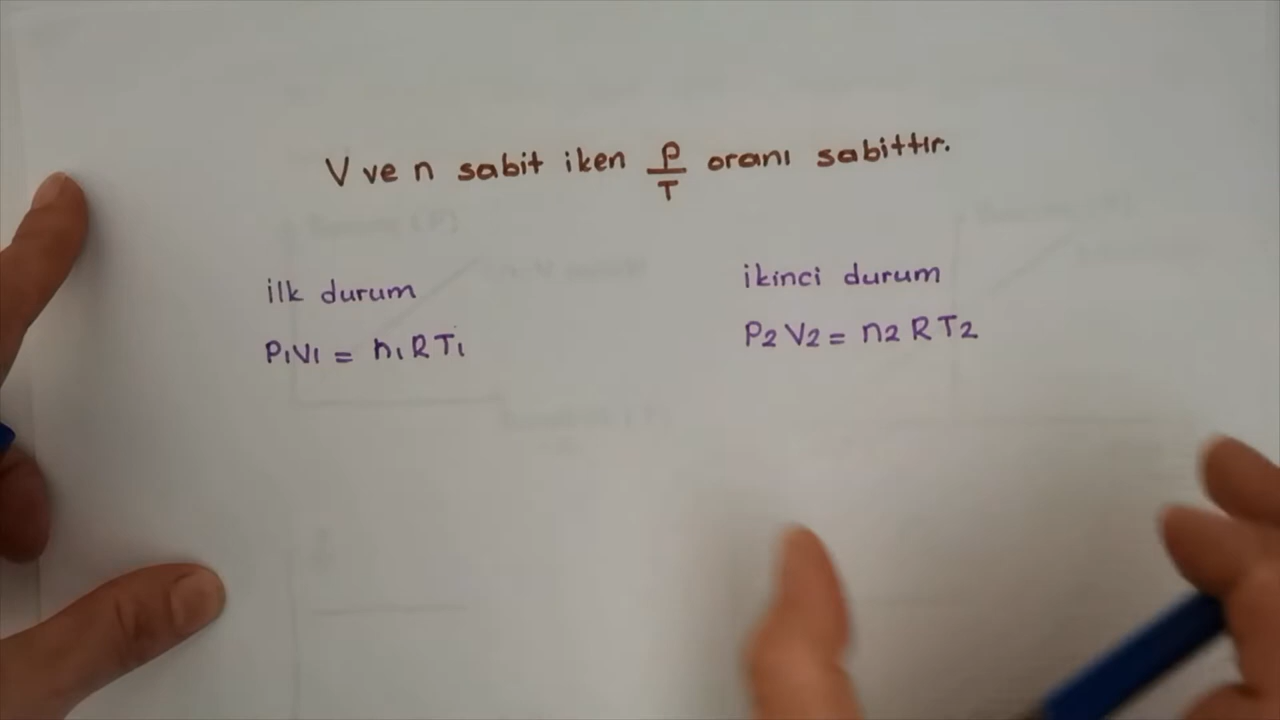 V ve n sabit iken P/T oranı sabittir.
ilk durum
P1V1 = n1RT1
ikinci durum
P2V2 = n2RT2